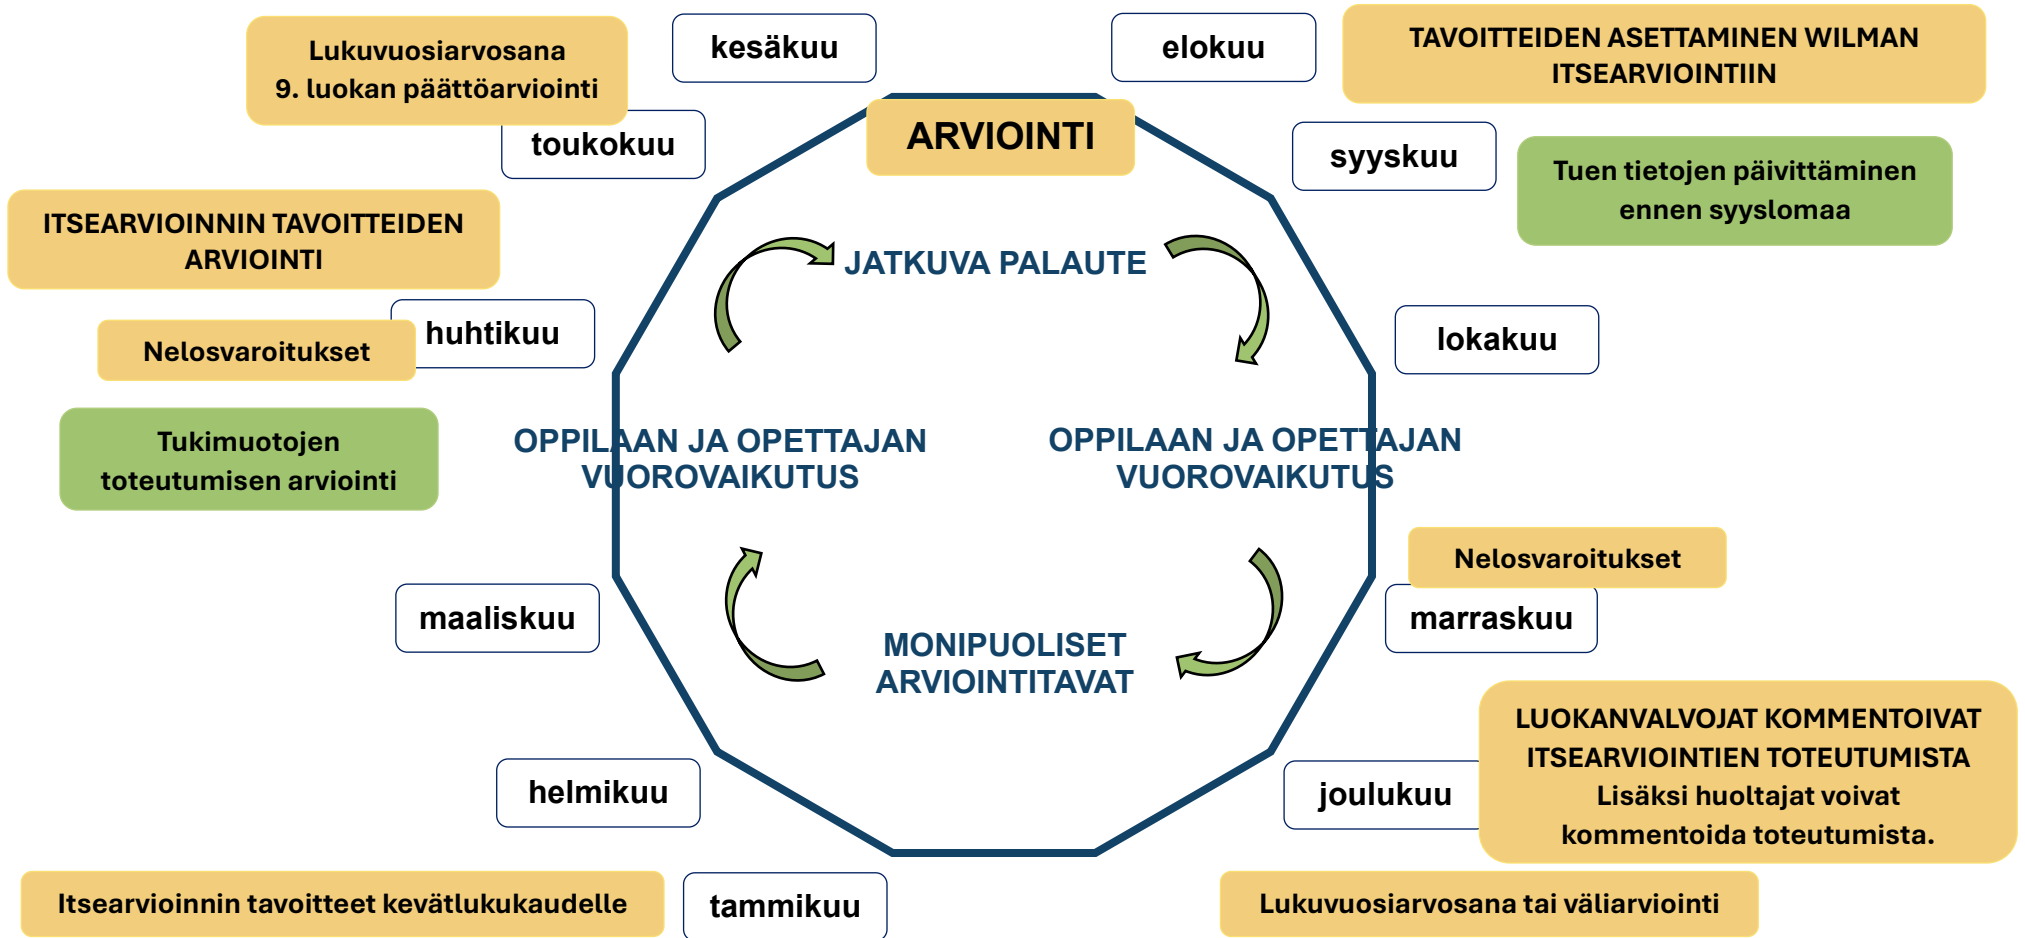 kesäkuu
elokuu
Lukuvuosiarvosana
9. luokan päättöarviointi
TAVOITTEIDEN ASETTAMINEN WILMAN
ITSEARVIOINTIIN
toukokuu
ARVIOINTI
syyskuu
Tuen tietojen päivittäminen
ennen syyslomaa
ITSEARVIOINNIN TAVOITTEIDEN
ARVIOINTI
JATKUVA PALAUTE
huhtikuu
Nelosvaroitukset
lokakuu
Tukimuotojen
toteutumisen arviointi
OPPILAAN JA OPETTAJAN
VUOROVAIKUTUS
OPPILAAN JA OPETTAJAN
VUOROVAIKUTUS
Nelosvaroitukset
maaliskuu
marraskuu
MONIPUOLISET
ARVIOINTITAVAT
LUOKANVALVOJAT KOMMENTOIVAT
ITSEARVIOINTIEN TOTEUTUMISTA
Lisäksi huoltajat voivat
kommentoida toteutumista.
helmikuu
joulukuu
Itsearvioinnin tavoitteet kevätlukukaudelle
tammikuu
Lukuvuosiarvosana tai väliarviointi